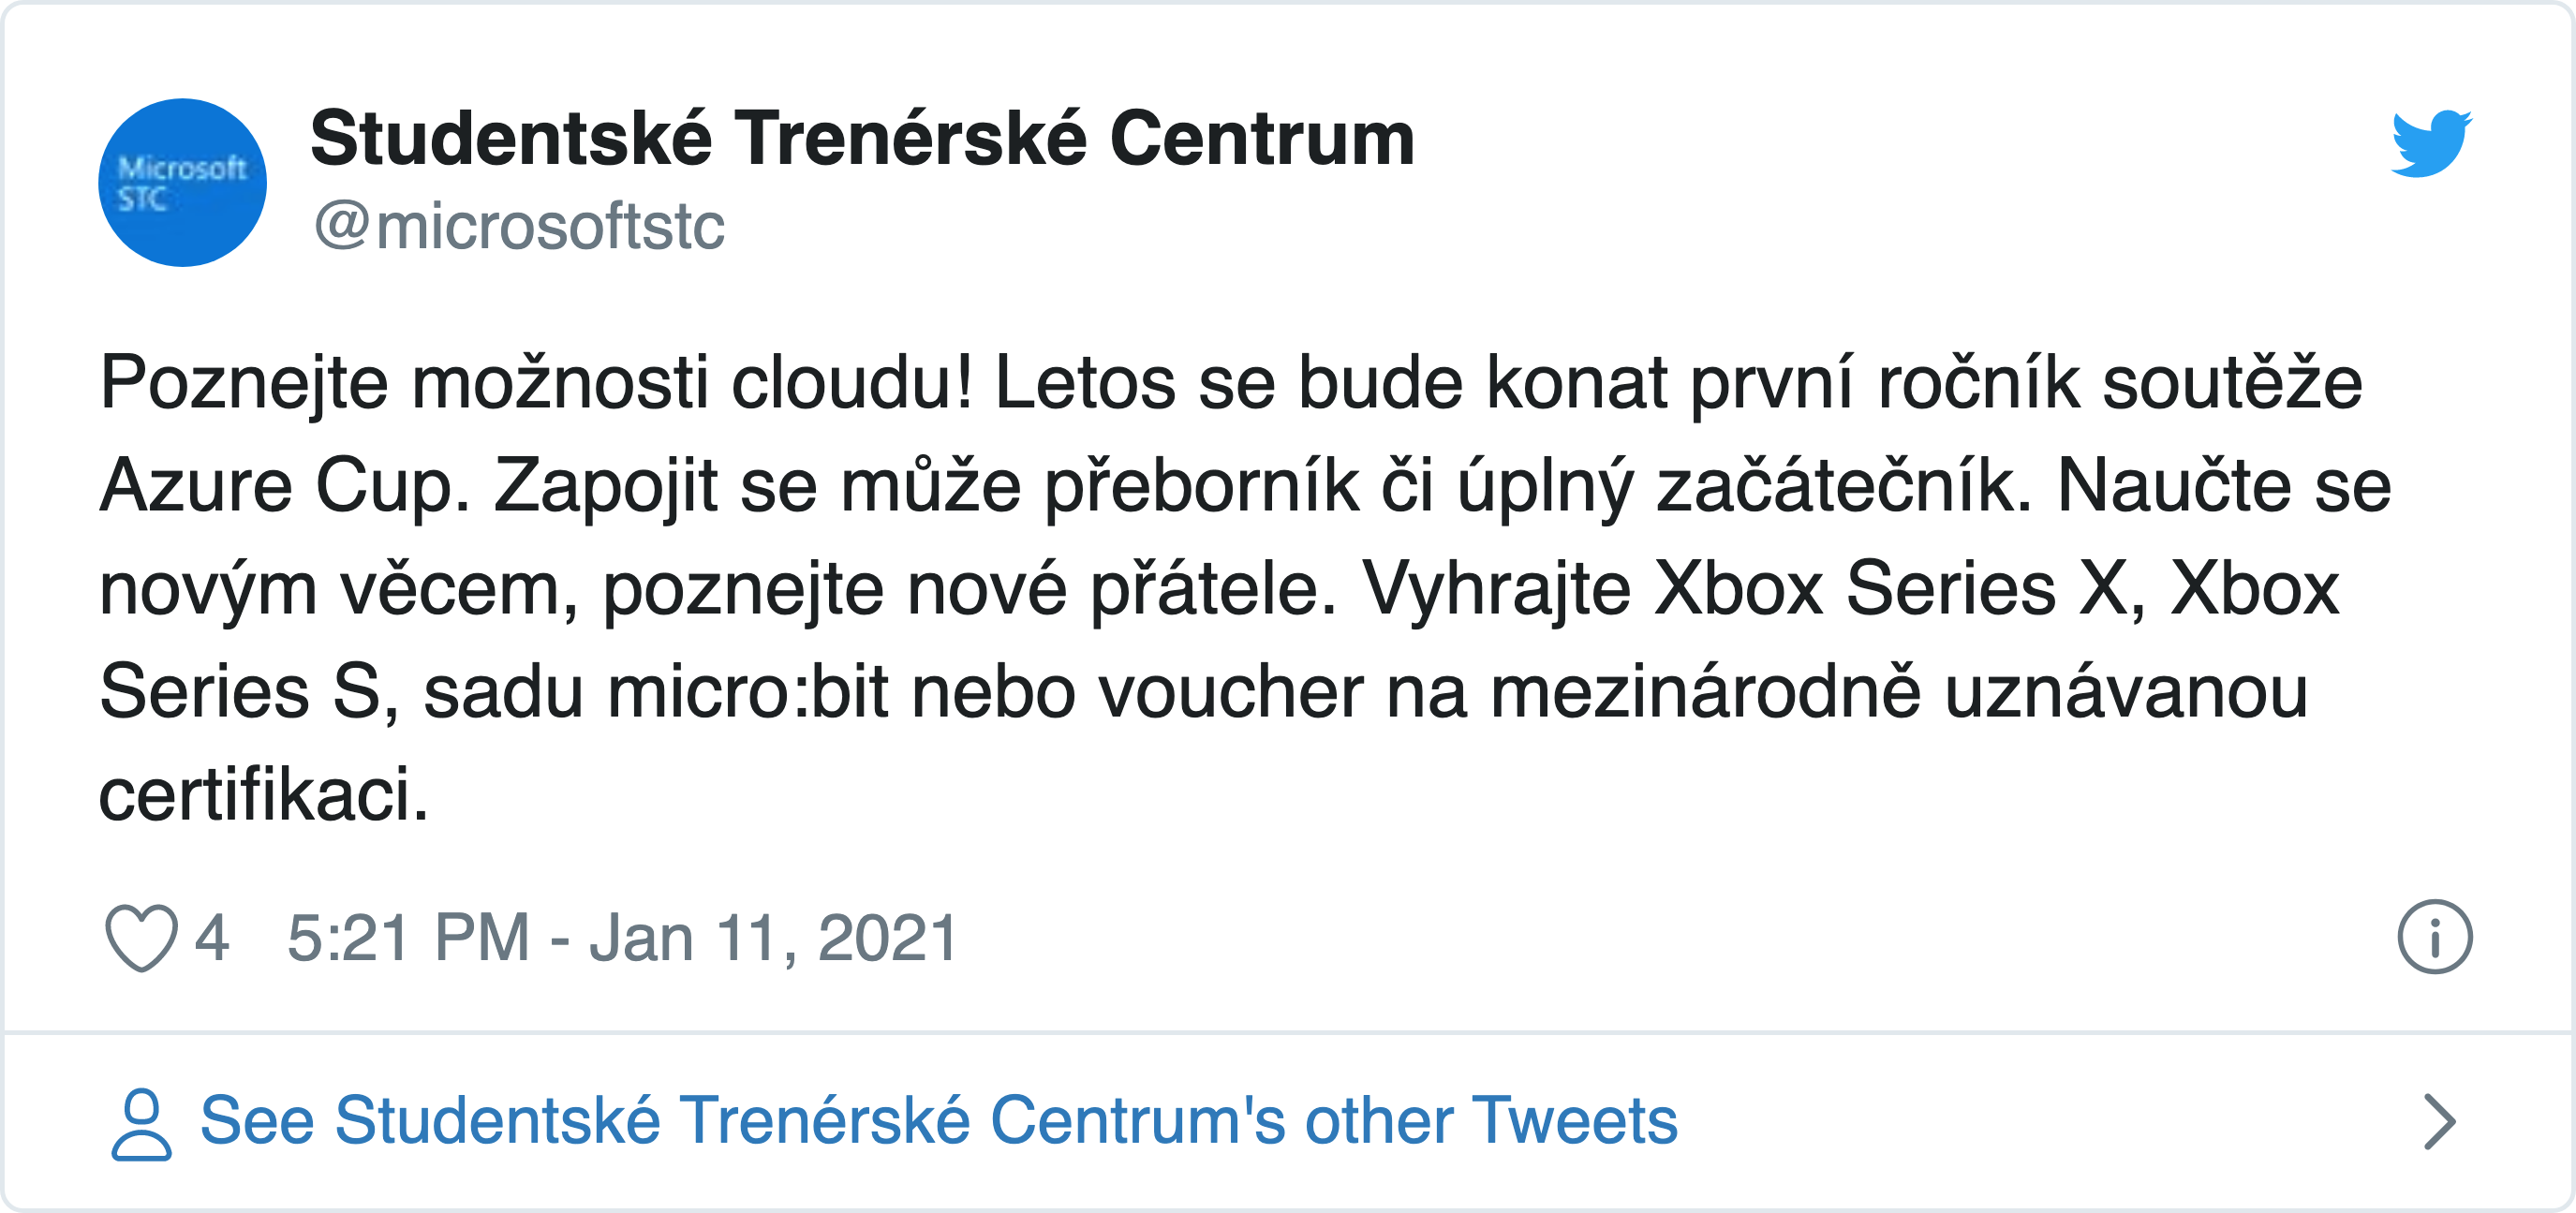 Microsoft
STC
Studentské Trenérské Centrum
@microsoftstc
Poznejte možnosti cloudu! Letos se bude konat první ročník soutěže
Azure Cup. Zapojit se může přeborník či úplný začátečník. Naučte se
novým věcem, poznejte nové přátele. Vyhrajte Xbox Series X, Xbox
Series S, sadu micro:bit nebo voucher na mezinárodně uznávanou
certifikaci.
4 5:21 PM - Jan 11, 2021
See Studentské Trenérské Centrum's other Tweets